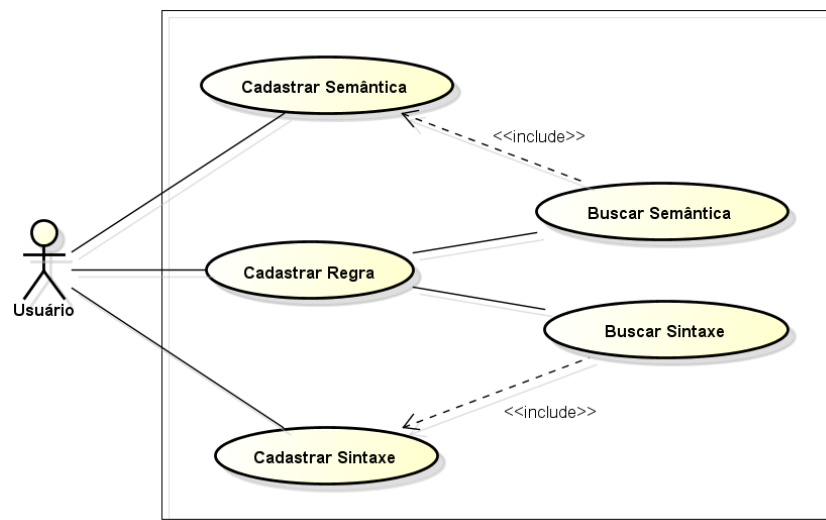 Cadastrar Semântica
<<include>>
Buscar Semântica
Cadastrar Regra
Usuário
Buscar Sintaxe
<<include>>
Cadastrar Sintaxe